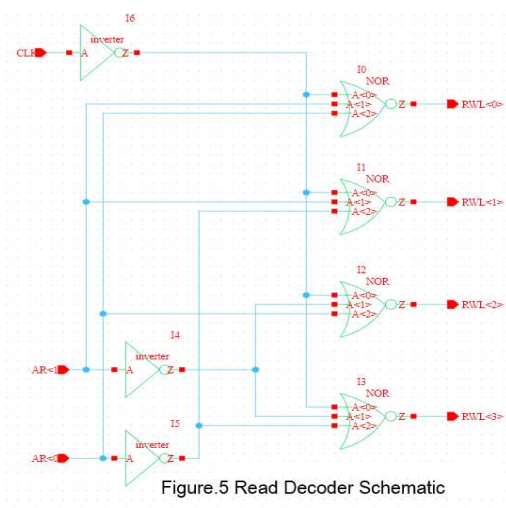 I6
inverter
CLK
A
Z
I0
NOR
A<0>
A<1>
A<2>
Z
RWL<0>
I1
NOR
A<0>
A<1>
A<2>
Z
RWL<1>
I2
NOR
A<0>
A<1>
A<2>
Z
RWL<2>
I4
inverter
AR<1
A
Z
I3
NOR
A<0>
A<1>
A<2>
Z
RWL<3>
I5
inverter
AR<0
A
Z
Figure.5 Read Decoder Schematic